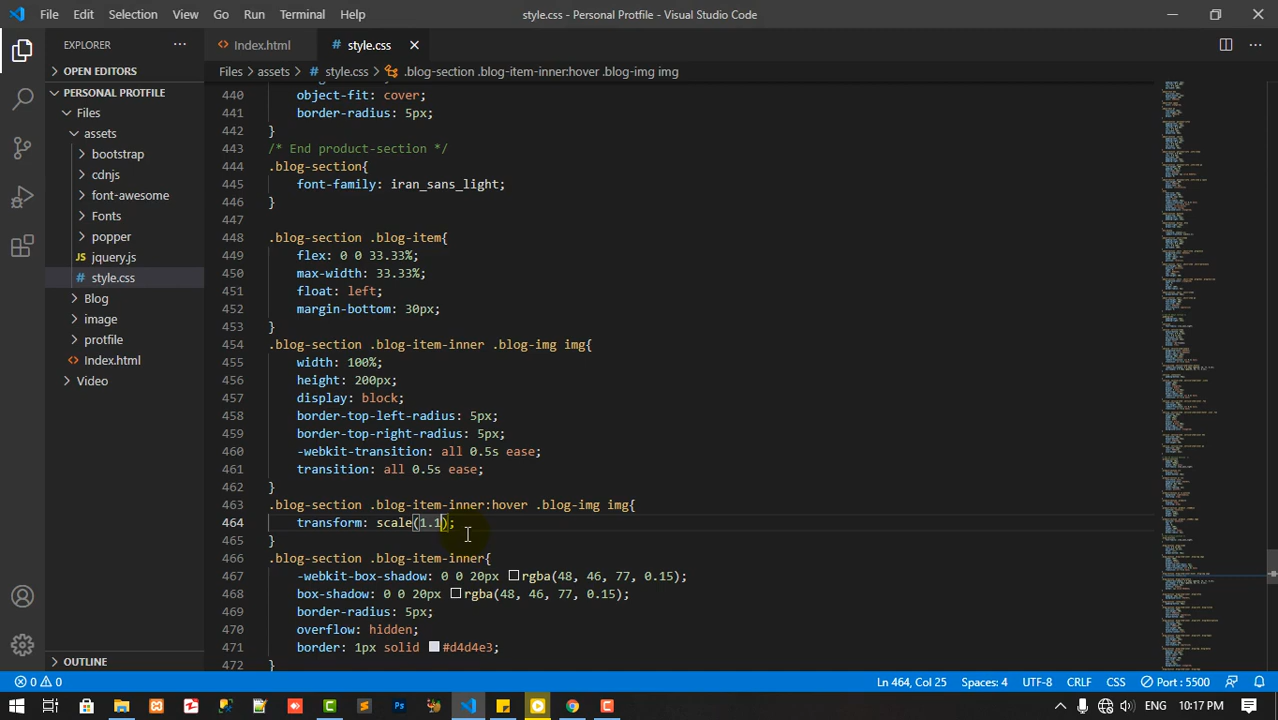 File Edit Selection View Go Run Terminal Help
style.css - Personal Protfile - Visual Studio Code
EXPLORER
Index.html
style.css
OPEN EDITORS
PERSONAL PROTFILE
Files
assets
bootstrap
cdnjs
font-awesome
Fonts
popper
JS jquery.js
# style.css
Blog
image
profile
Index.html
Video
OUTLINE
Files > assets > # style.css > .blog-section .blog-item-inner:hover .blog-img img
440 object-fit: cover;
441 border-radius: 5px;
442 }
443 /* End product-section */
444 .blog-section{
445 font-family: iran_sans_light;
446 }
447
448 .blog-section .blog-item{
449 flex: 0 0 33.33%;
450 max-width: 33.33%;
451 float: left;
452 margin-bottom: 30px;
453 }
454 .blog-section .blog-item-inner .blog-img img{
455 width: 100%;
456 height: 200px;
457 display: block;
458 border-top-left-radius: 5px;
459 border-top-right-radius: 5px;
460 -webkit-transition: all 0.5s ease;
461 transition: all 0.5s ease;
462 }
463 .blog-section .blog-item-inner:hover .blog-img img{
464 transform: scale(1.1);
465 }
466 .blog-section .blog-item-inner{
467 -webkit-box-shadow: 0 0 20px rgba(48, 46, 77, 0.15);
468 box-shadow: 0 0 20px rgba(48, 46, 77, 0.15);
469 border-radius: 5px;
470 overflow: hidden;
471 border: 1px solid #d4d4e3;
472 }
0 0
Ln 464, Col 25 Spaces: 4 UTF-8 CRLF CSS Port : 5500
ENG 10:17 PM